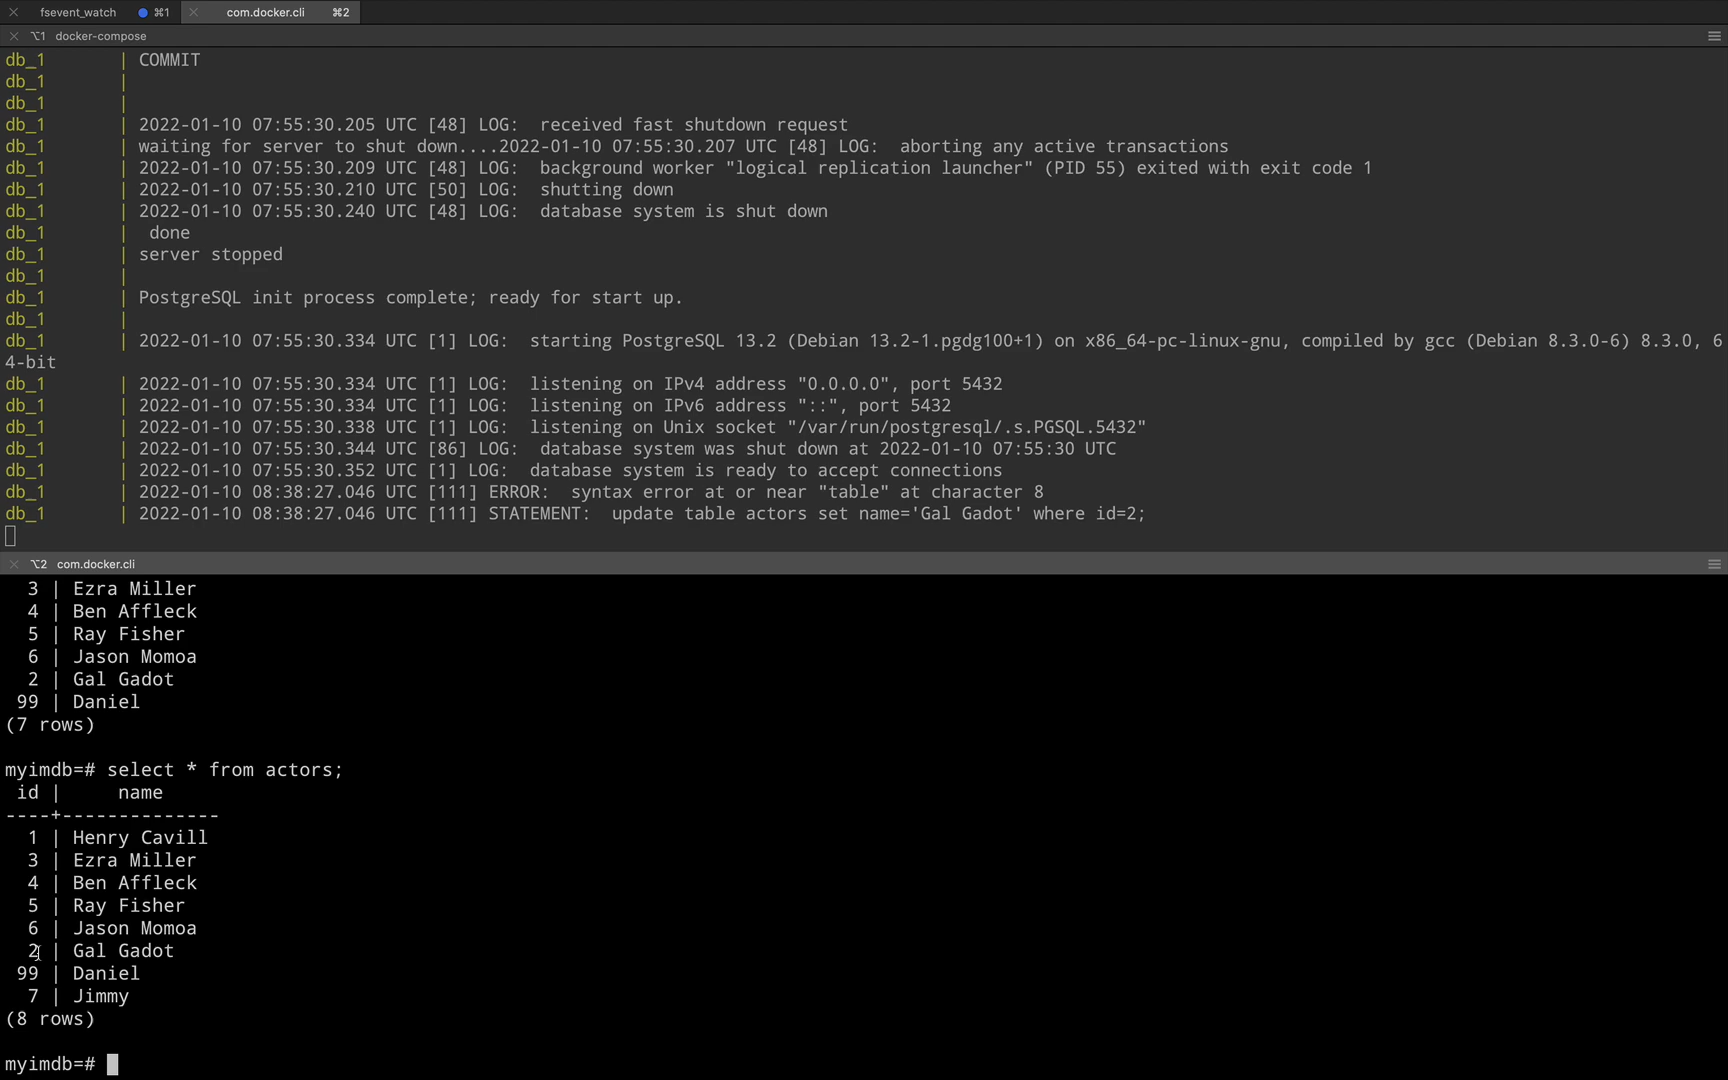 fsevent_watch ⌘1 com.docker.cli ⌘2
⌥1 docker-compose
db_1 | COMMIT
db_1 |
db_1 |
db_1 | 2022-01-10 07:55:30.205 UTC [48] LOG:  received fast shutdown request
db_1 | waiting for server to shut down....2022-01-10 07:55:30.207 UTC [48] LOG:  aborting any active transactions
db_1 | 2022-01-10 07:55:30.209 UTC [48] LOG:  background worker "logical replication launcher" (PID 55) exited with exit code 1
db_1 | 2022-01-10 07:55:30.210 UTC [50] LOG:  shutting down
db_1 | 2022-01-10 07:55:30.240 UTC [48] LOG:  database system is shut down
db_1 |  done
db_1 | server stopped
db_1 |
db_1 | PostgreSQL init process complete; ready for start up.
db_1 |
db_1 | 2022-01-10 07:55:30.334 UTC [1] LOG:  starting PostgreSQL 13.2 (Debian 13.2-1.pgdg100+1) on x86_64-pc-linux-gnu, compiled by gcc (Debian 8.3.0-6) 8.3.0, 6
4-bit
db_1 | 2022-01-10 07:55:30.334 UTC [1] LOG:  listening on IPv4 address "0.0.0.0", port 5432
db_1 | 2022-01-10 07:55:30.334 UTC [1] LOG:  listening on IPv6 address "::", port 5432
db_1 | 2022-01-10 07:55:30.338 UTC [1] LOG:  listening on Unix socket "/var/run/postgresql/.s.PGSQL.5432"
db_1 | 2022-01-10 07:55:30.344 UTC [86] LOG:  database system was shut down at 2022-01-10 07:55:30 UTC
db_1 | 2022-01-10 07:55:30.352 UTC [1] LOG:  database system is ready to accept connections
db_1 | 2022-01-10 08:38:27.046 UTC [111] ERROR:  syntax error at or near "table" at character 8
db_1 | 2022-01-10 08:38:27.046 UTC [111] STATEMENT:  update table actors set name='Gal Gadot' where id=2;
⌥2 com.docker.cli
3 | Ezra Miller
4 | Ben Affleck
5 | Ray Fisher
6 | Jason Momoa
2 | Gal Gadot
99 | Daniel
(7 rows)
myimdb=# select * from actors;
id | name
----+--------------
1 | Henry Cavill
3 | Ezra Miller
4 | Ben Affleck
5 | Ray Fisher
6 | Jason Momoa
2 | Gal Gadot
99 | Daniel
7 | Jimmy
(8 rows)
myimdb=#